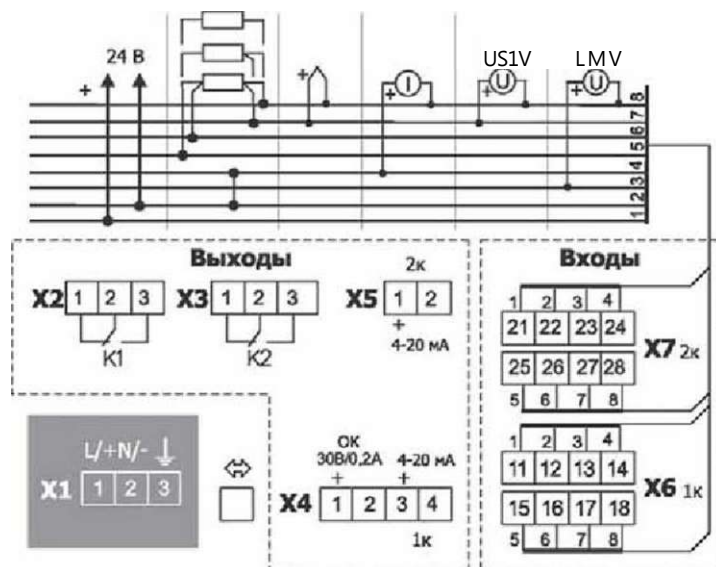 US1V LMV
24 В
+ + + + +
I U U
8
7
6
5
4
3
2
1
Выходы
X2 1 2 3
K1
X3 1 2 3
K2
2к
X5 1 2
+
4-20 мА
Входы
1 2 3 4
21 22 23 24
X7 2к
25 26 27 28
5 6 7 8
1 2 3 4
11 12 13 14
X6 1к
15 16 17 18
5 6 7 8
L/+N/-
X1 1 2 3
ОК
30В/0,2А 4-20 мА
+ +
X4 1 2 3 4
1к